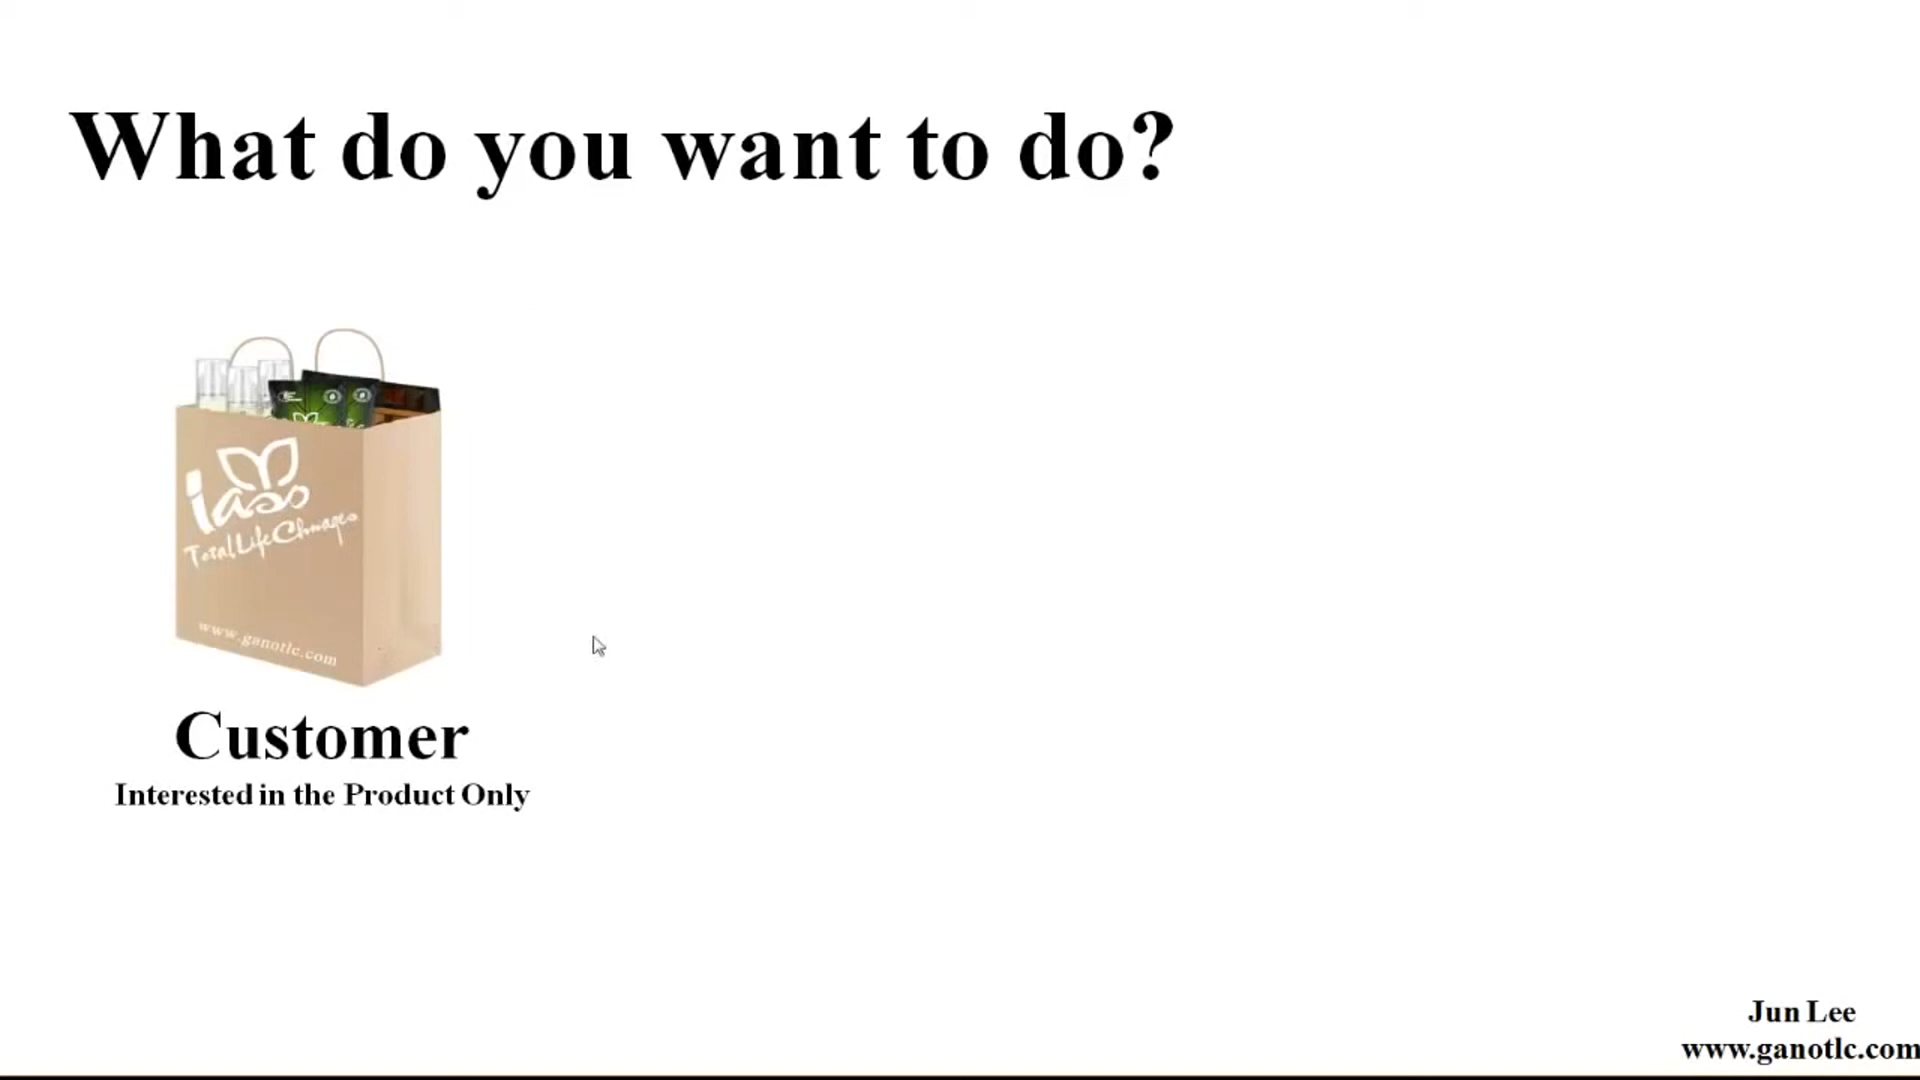 What do you want to do?
iaso
Total Life Changes
www.ganotlc.com
Customer
Interested in the Product Only
Jun Lee
www.ganotlc.com